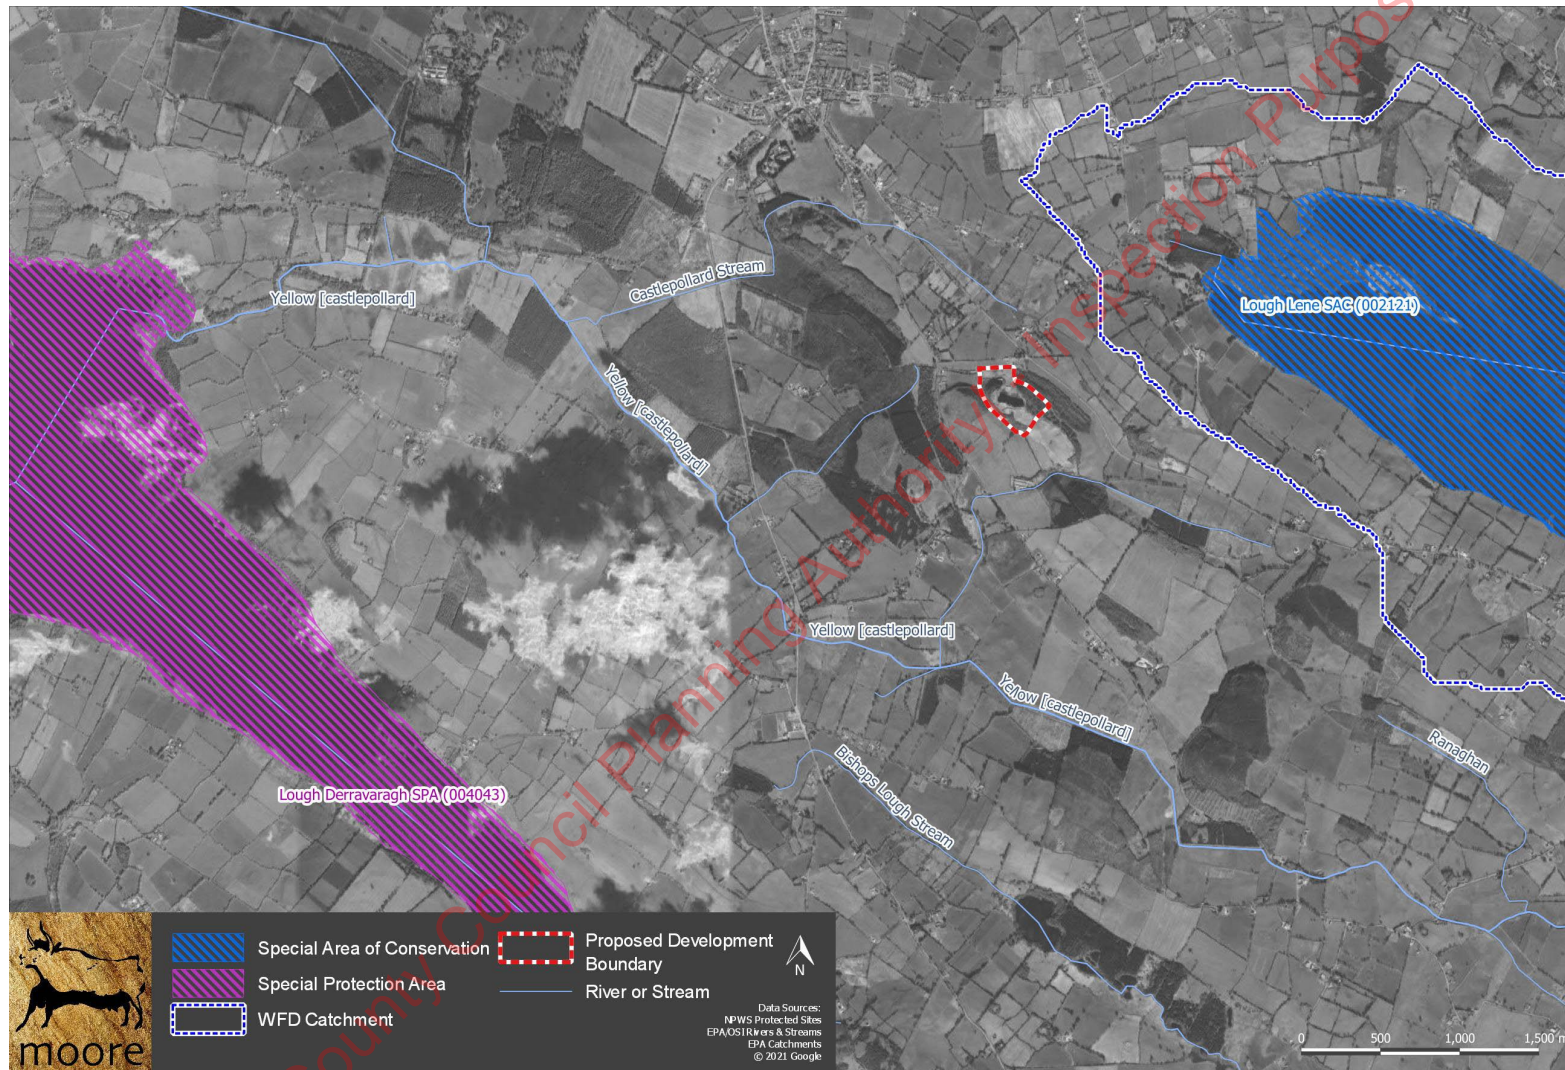 Castlepollard Stream
Yellow [castlepollard]
Lough Lene SAC (002121)
Yellow [castlepollard]
Yellow [castlepollard]
Yellow [castlepollard]
Ranaghan
Bishops Lough Stream
Lough Derravaragh SPA (004043)
County Council Planning Authority Inspection Purpos
moore
Special Area of Conservation
Special Protection Area
WFD Catchment
Proposed Development
Boundary
River or Stream
N
Data Sources:
NPWS Protected Sites
EPA/OSI Rivers & Streams
EPA Catchments
© 2021 Google
0 500 1,000 1,500 m